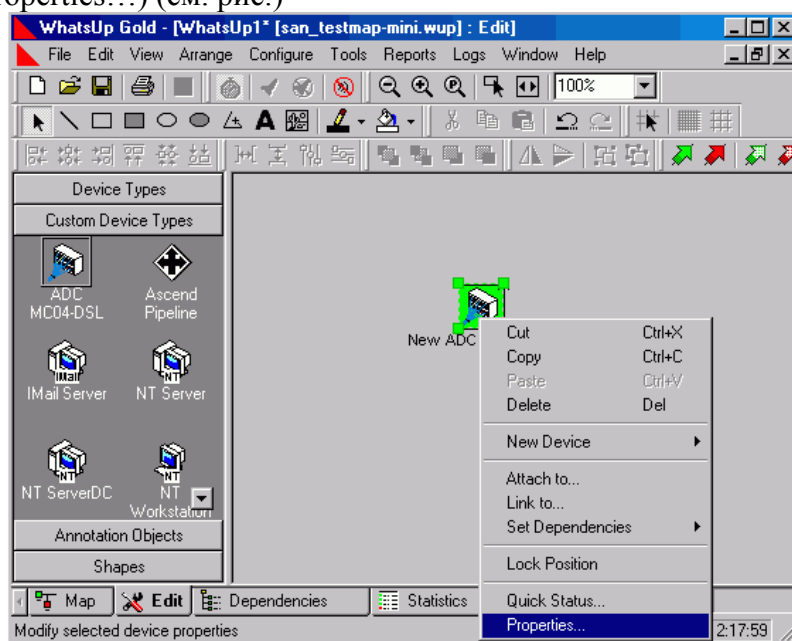 operties…) (см. рис.)
WhatsUp Gold - [WhatsUp1* [san_testmap-mini.wup] : Edit]
File Edit View Arrange Configure Tools Reports Logs Window Help
100%
Device Types
Custom Device Types
ADC MC04-DSL
Ascend Pipeline
IMail Server
NT Server
NT ServerDC
NT Workstation
Annotation Objects
Shapes
New ADC
Cut Ctrl+X
Copy Ctrl+C
Paste Ctrl+V
Delete Del
New Device
Attach to...
Link to...
Set Dependencies
Lock Position
Quick Status...
Properties...
Map Edit Dependencies Statistics
Modify selected device properties
2:17:59